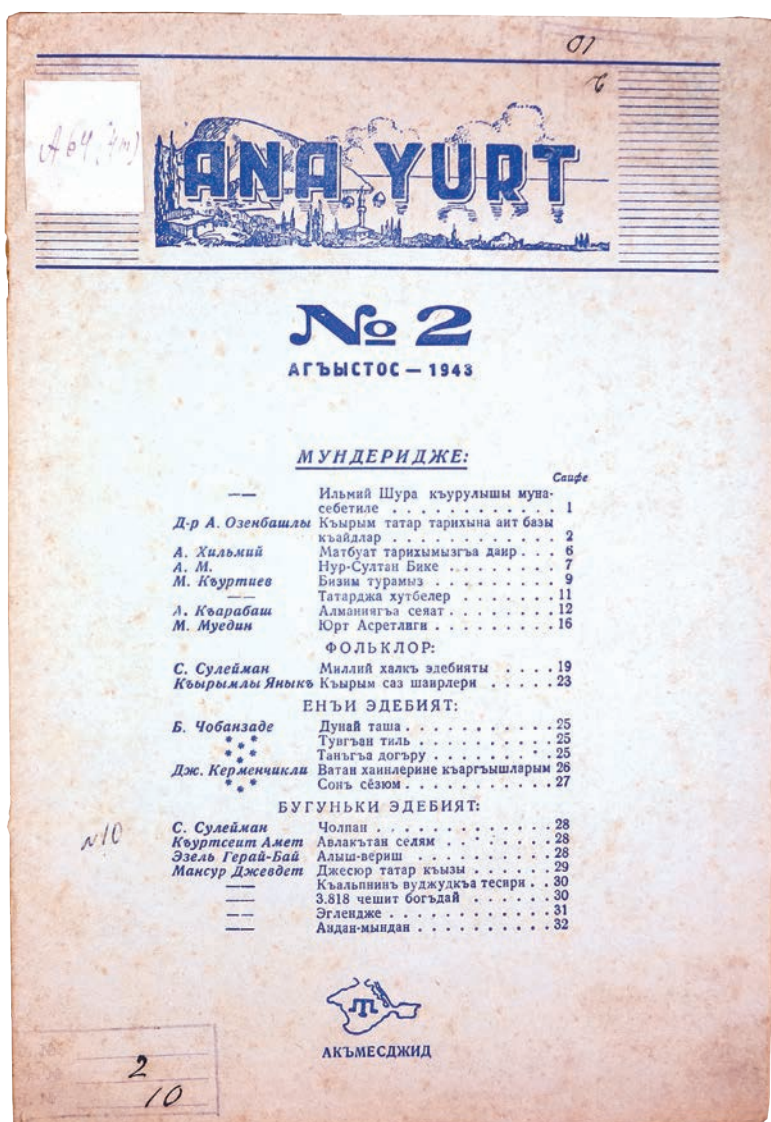 01
А 64 (4m)
ANA YURT
№ 2
АГЪЫСТОС — 1943
МУНДЕРИДЖЕ:
Саифе
—— Ильмий Шура къурулышы муна-
себетиле . . . . . . . . . . . . 1
Д-р А. Озенбашлы Къырым татар тарихына аит базы
къайдлар . . . . . . . . . . . . 2
А. Хильмий Матбуат тарихымызгъа даир . . . 6
А. М. Нур-Султан Бике . . . . . . . . . 7
М. Къуртиев Бизим турамыз . . . . . . . . . . 9
—— Татарджа хутбелер . . . . . . . . 11
А. Къарабаш Алманиягъа сеяат . . . . . . . . . 12
М. Муедин Юрт Асретлиги . . . . . . . . . . 16
ФОЛЬКЛОР:
С. Сулейман Миллий халкъ эдебияты . . . . 19
Къырымлы Яныкъ Къырым саз шаирлери . . . . . 23
ЕНЪИ ЭДЕБИЯТ:
Б. Чобанзаде Дунай таша . . . . . . . . . . . 25
* * * Тувгъан тиль . . . . . . . . . . . 25
* * * Танъгъа догъру . . . . . . . . . . 25
Дж. Керменчикли Ватан хаинлерине къаргъышларым 26
* * * Сонъ сёзюм . . . . . . . . . . . . 27
БУГУНЬКИ ЭДЕБИЯТ:
С. Сулейман Чолпан . . . . . . . . . . . . . . 28
Къуртсеит Амет Авлакътан селям . . . . . . . . 28
Эзель Герай-Бай Алыш-вериш . . . . . . . . . . . 28
Мансур Джевдет Джесюр татар къызы . . . . . . . 29
—— Къальпнинъ вуджудкъа тесири . . 30
—— 3.818 чешит богъдай . . . . . . . 30
—— Эглендже . . . . . . . . . . . . . 31
—— Андан-мындан . . . . . . . . . . . 32
№10
АКЪМЕСДЖИД
2
10